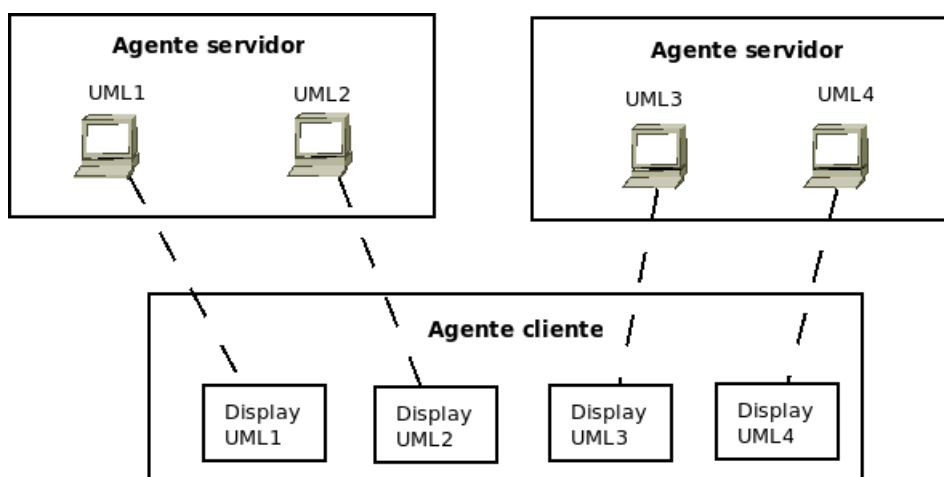 Agente servidor
UML1
UML2
Agente servidor
UML3
UML4
Agente cliente
Display
UML1
Display
UML2
Display
UML3
Display
UML4